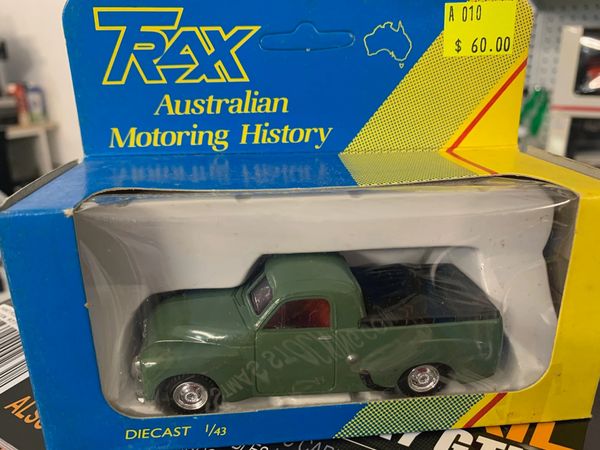 A 010
$ 60.00
TRAX
Australian
Motoring History
DIECAST 1/43